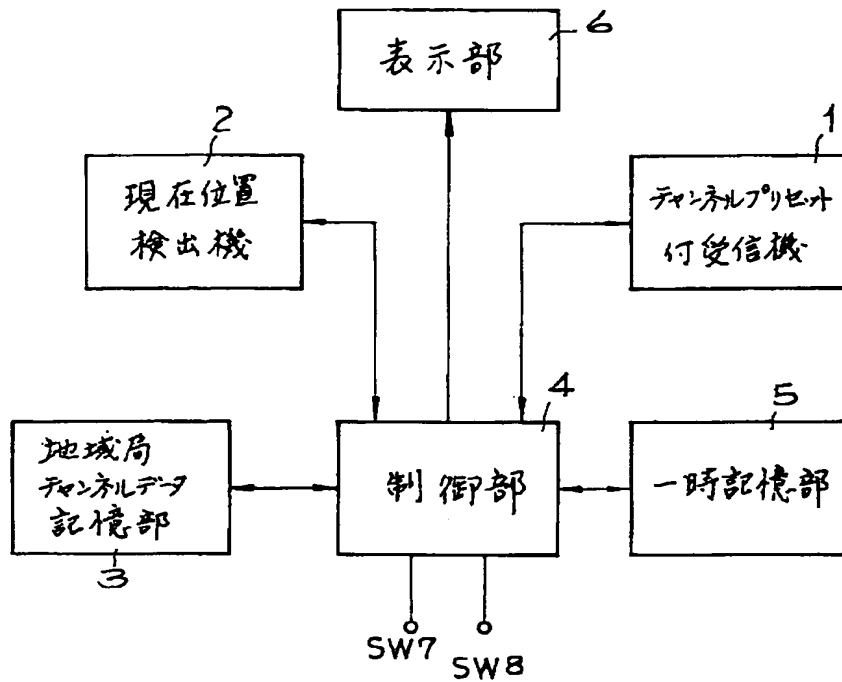 6
表示部
2
現在位置
検出機
1
チャンネルプリセット
付受信機
4
制御部
5
一時記憶部
地域局
チャンネルデータ
記憶部
3
SW7
SW8